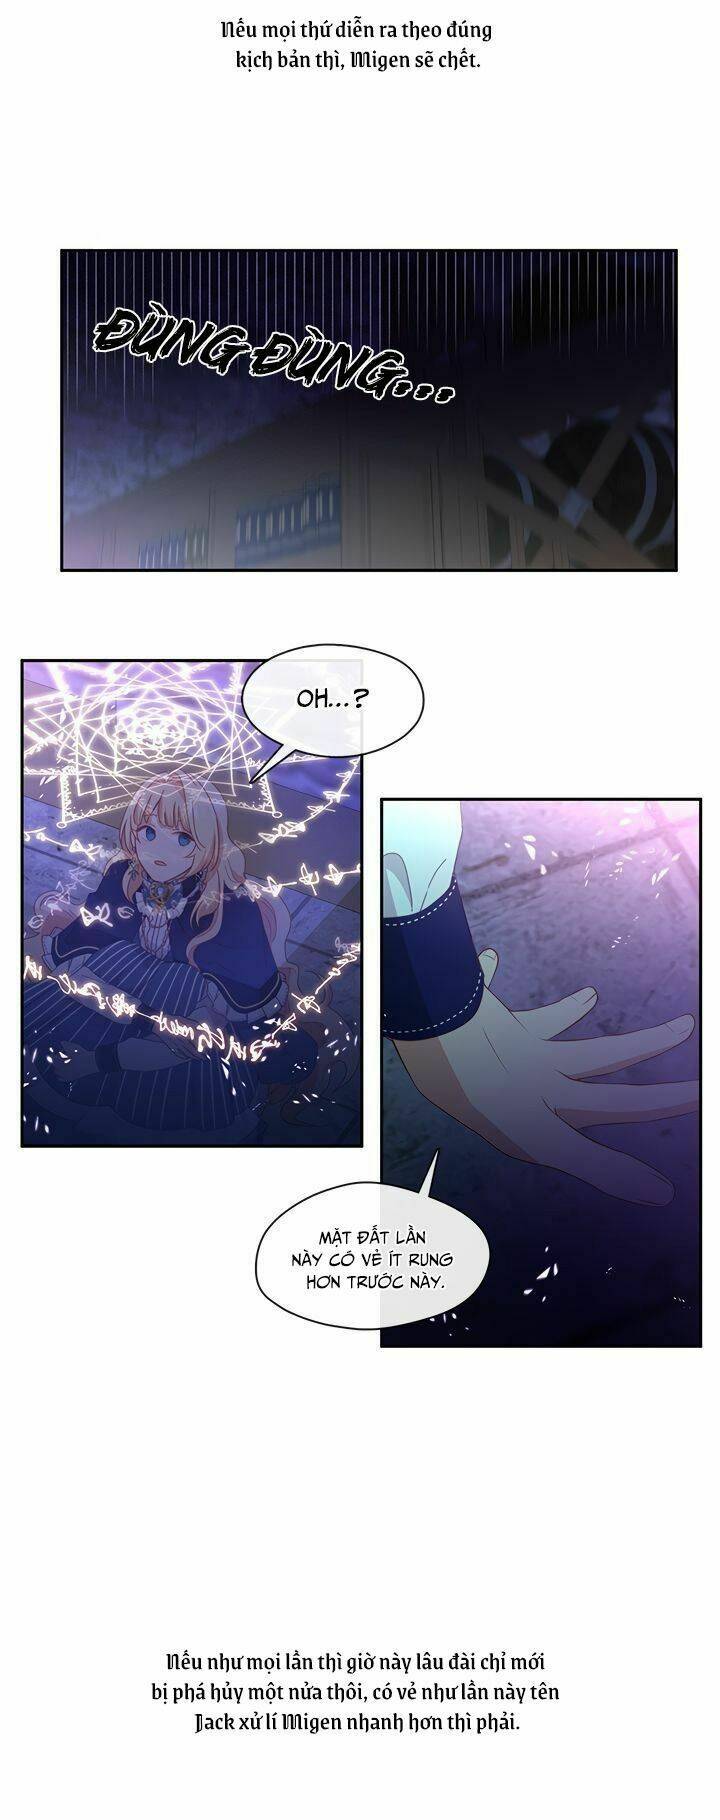 Nếu mọi thứ diễn ra theo đúng
kịch bản thì, Migen sẽ chết.
ĐÙNG ĐÙNG...
OH...?
MẶT ĐẤT LẦN
NÀY CÓ VẺ ÍT RUNG
HƠN TRƯỚC NÀY.
Nếu như mọi lần thì giờ này lâu đài chỉ mới
bị phá hủy một nửa thôi, có vẻ như lần này tên
Jack xử lí Migen nhanh hơn thì phải.